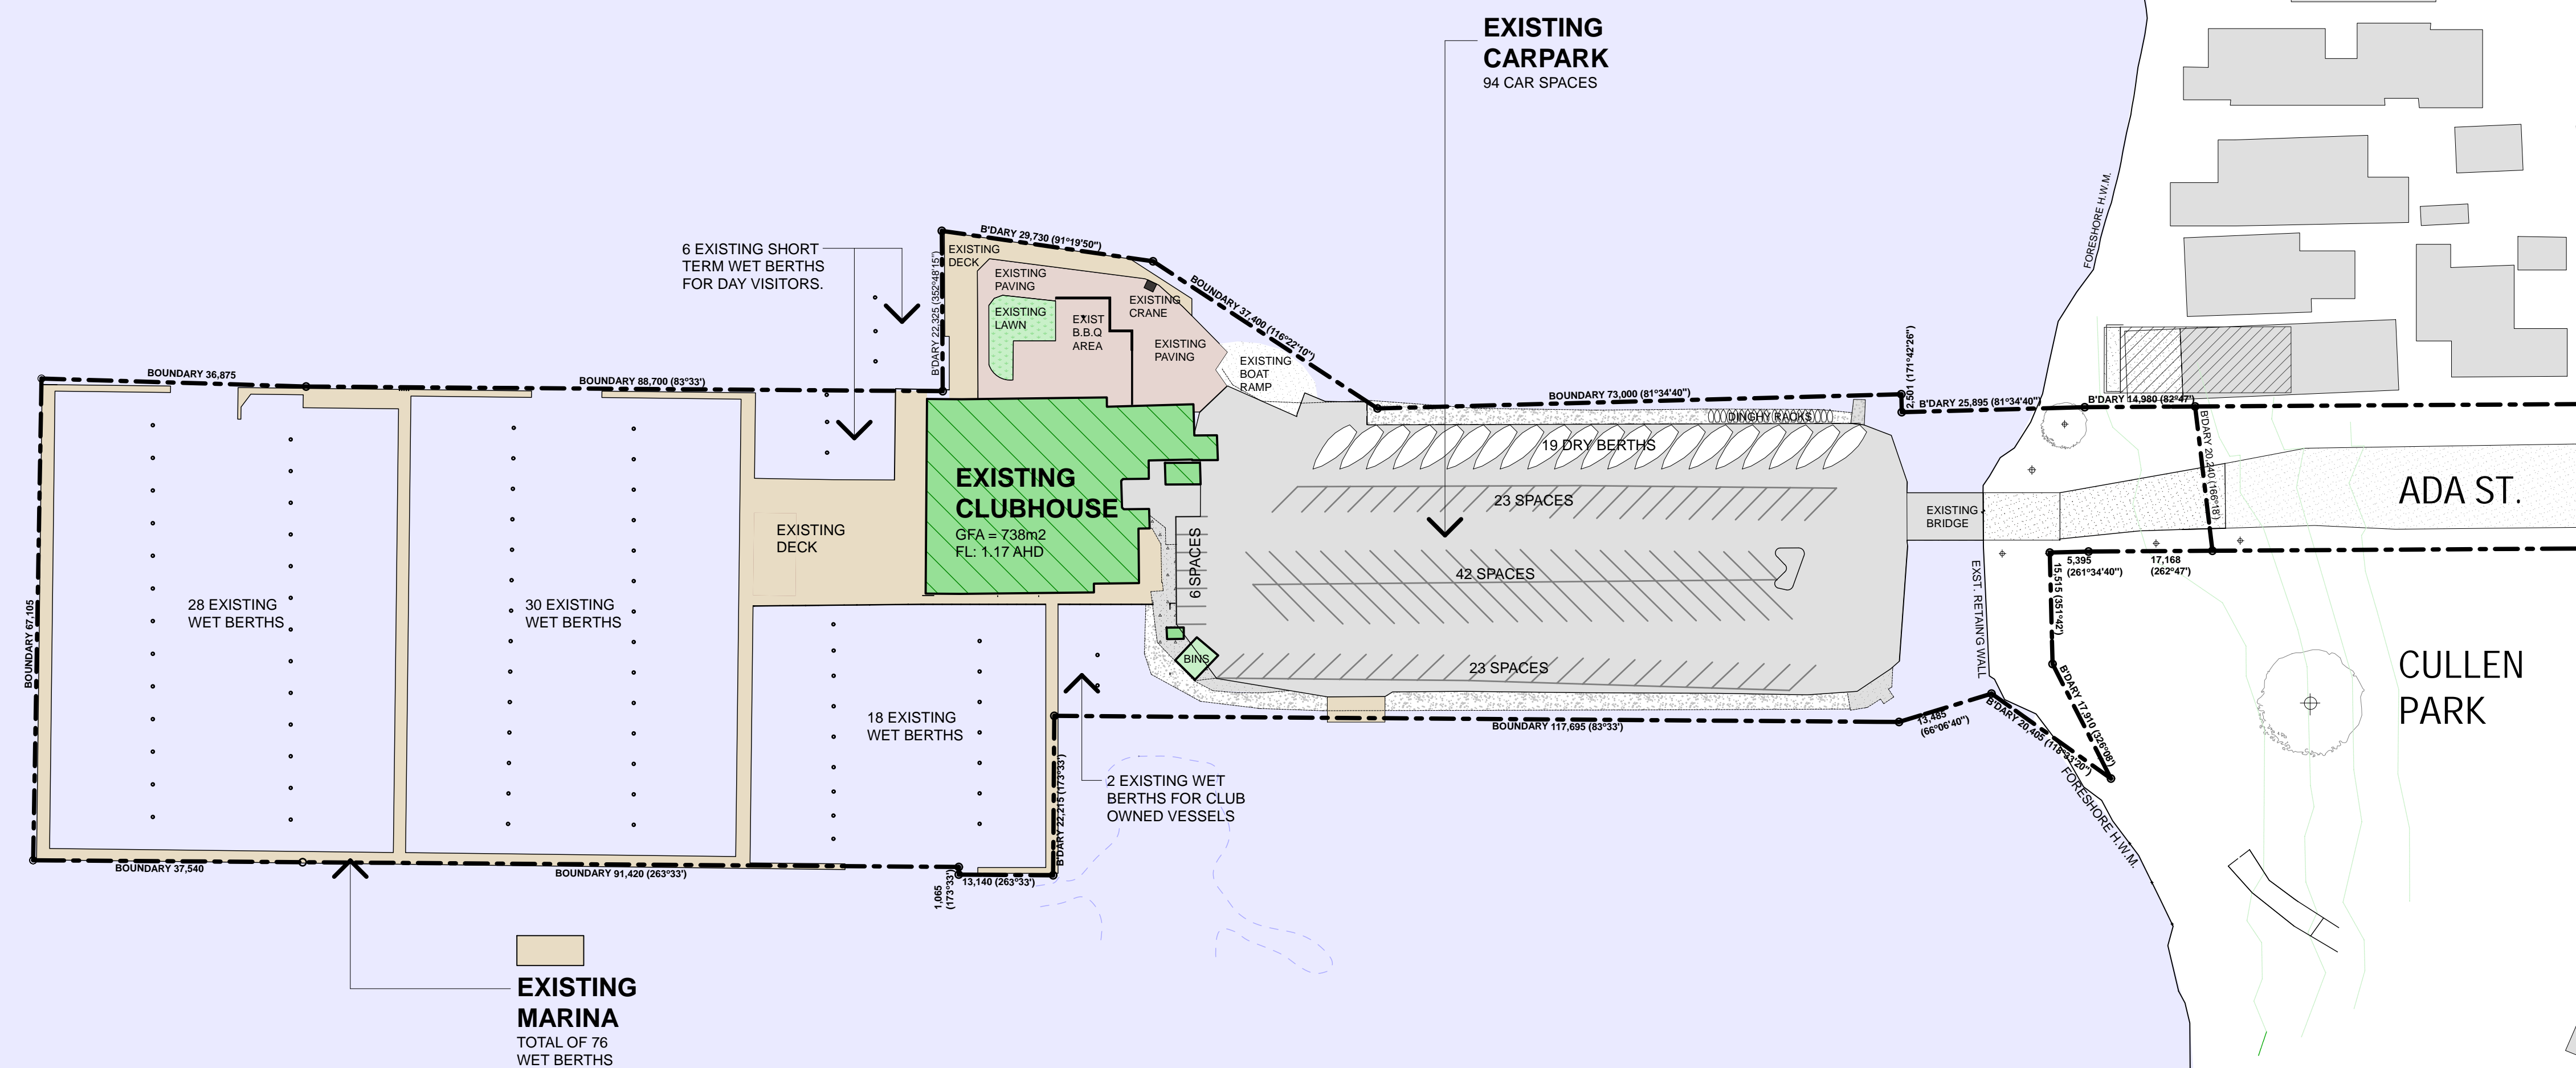 EXISTING
CARPARK
94 CAR SPACES
FORESHORE H.W.M.
6 EXISTING SHORT
TERM WET BERTHS
FOR DAY VISITORS.
B'DARY 29,730 (91°19'50")
EXISTING
DECK
B'DARY 22,325 (352°48'15")
EXISTING
PAVING
EXISTING
LAWN
EXIST
B.B.Q
AREA
EXISTING
CRANE
EXISTING
PAVING
BOUNDARY 37,400 (116°22'10")
EXISTING
BOAT
RAMP
BOUNDARY 36,875
BOUNDARY 88,700 (83°33')
BOUNDARY 73,000 (81°34'40")
2,501 (171°42'26")
B'DARY 25,895 (81°34'40")
B'DARY 14,980 (82°47')
B'DARY 20,240 (166°18')
DINGHY RACKS
19 DRY BERTHS
23 SPACES
42 SPACES
6 SPACES
23 SPACES
BINS
EXISTING
CLUBHOUSE
GFA = 738m2
FL: 1.17 AHD
EXISTING
DECK
EXISTING
BRIDGE
ADA ST.
EXST. RETAIN'G WALL
5,395
(261°34'40")
17,168
(262°47')
15,515 (351°42')
B'DARY 17,910 (326°08')
B'DARY 20,405 (118°33'20")
13,485
(66°06'40")
FORESHORE H.W.M.
CULLEN
PARK
BOUNDARY 67,105
28 EXISTING
WET BERTHS
30 EXISTING
WET BERTHS
18 EXISTING
WET BERTHS
BOUNDARY 117,695 (83°33')
B'DARY 22,215 (173°33')
2 EXISTING WET
BERTHS FOR CLUB
OWNED VESSELS
BOUNDARY 37,540
BOUNDARY 91,420 (263°33')
1,065
(173°33')
13,140 (263°33')
EXISTING
MARINA
TOTAL OF 76
WET BERTHS